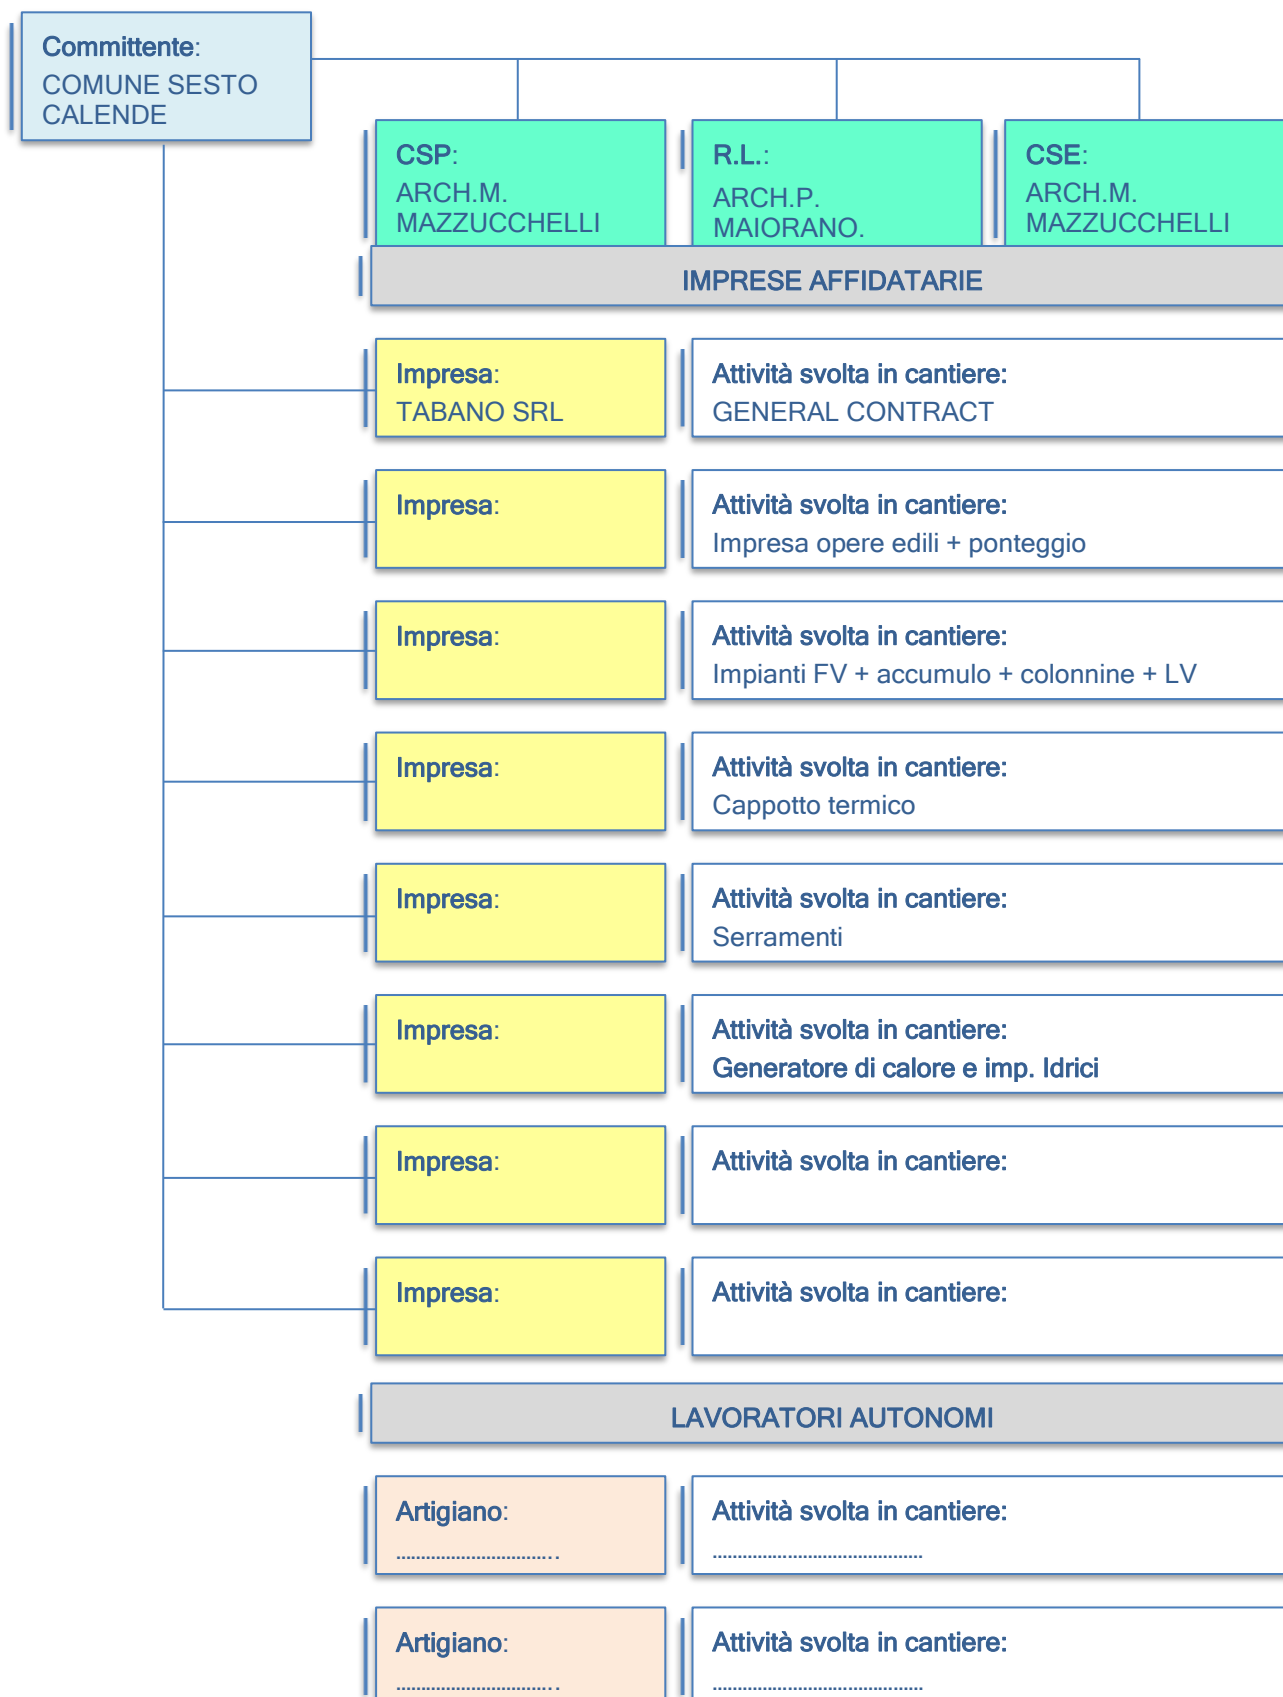 Committente:
COMUNE SESTO
CALENDE
CSP:
ARCH.M.
MAZZUCCHELLI
R.L.:
ARCH.P.
MAIORANO.
CSE:
ARCH.M.
MAZZUCCHELLI
IMPRESE AFFIDATARIE
Impresa:
TABANO SRL
Attività svolta in cantiere:
GENERAL CONTRACT
Impresa:
Attività svolta in cantiere:
Impresa opere edili + ponteggio
Impresa:
Attività svolta in cantiere:
Impianti FV + accumulo + colonnine + LV
Impresa:
Attività svolta in cantiere:
Cappotto termico
Impresa:
Attività svolta in cantiere:
Serramenti
Impresa:
Attività svolta in cantiere:
Generatore di calore e imp. Idrici
Impresa:
Attività svolta in cantiere:
Impresa:
Attività svolta in cantiere:
LAVORATORI AUTONOMI
Artigiano:
................................
Attività svolta in cantiere:
..........................................
Artigiano:
................................
Attività svolta in cantiere:
..........................................